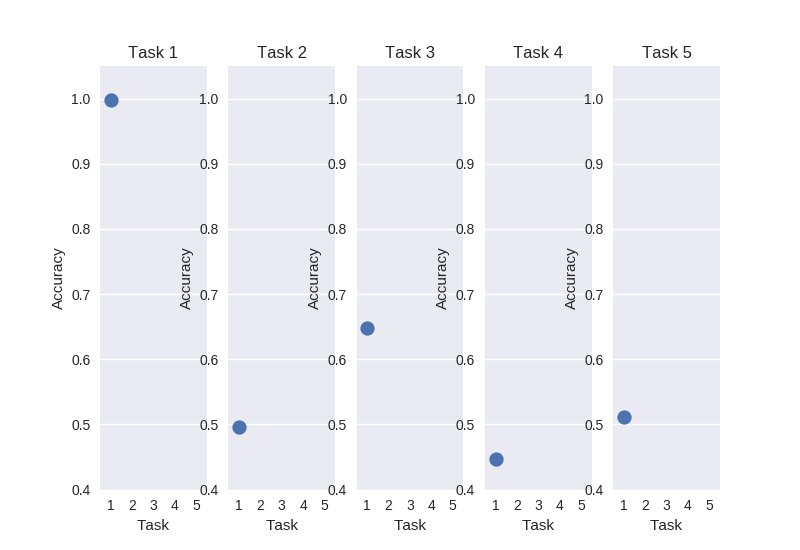 Task 1 Task 2 Task 3 Task 4 Task 5
1.0 1.0 1.0 1.0 1.0
0.9 0.9 0.9 0.9 0.9
0.8 0.8 0.8 0.8 0.8
Accuracy Accuracy Accuracy Accuracy Accuracy
0.7 0.7 0.7 0.7 0.7
0.6 0.6 0.6 0.6 0.6
0.5 0.5 0.5 0.5 0.5
0.4 0.4 0.4 0.4 0.4
1 2 3 4 5 1 2 3 4 5 1 2 3 4 5 1 2 3 4 5 1 2 3 4 5
Task Task Task Task Task